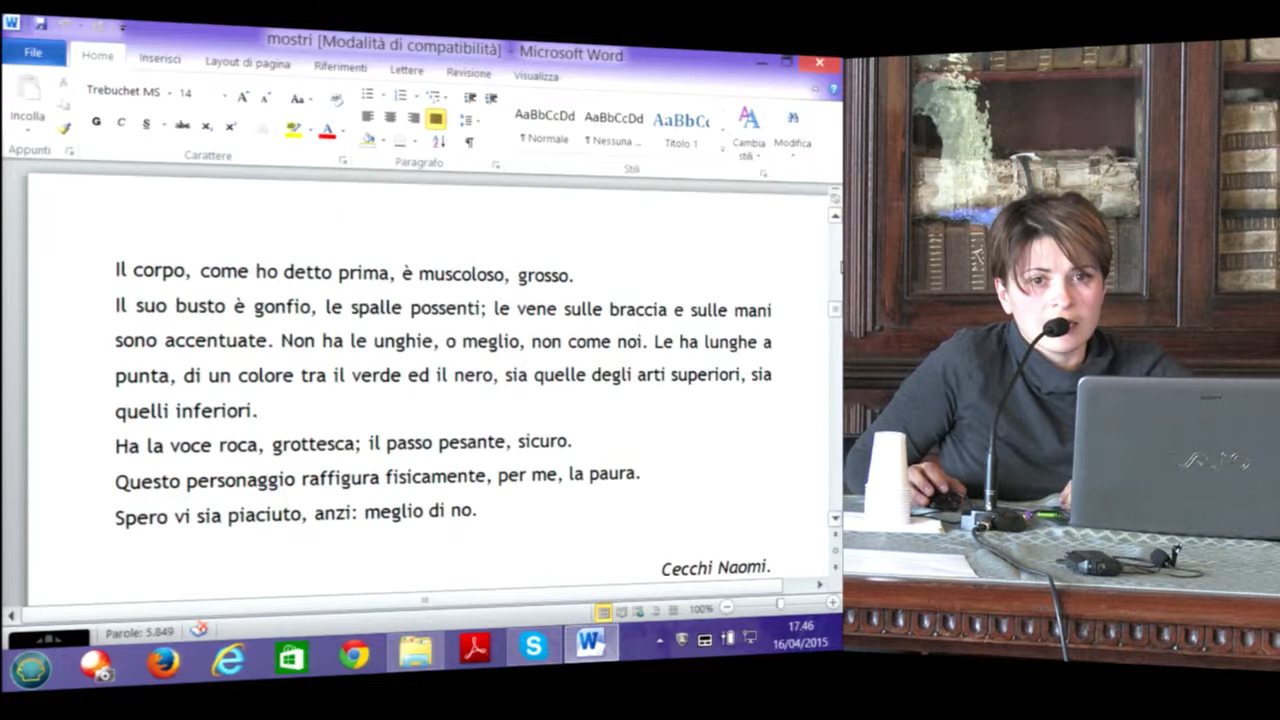 mostri [Modalità di compatibilità] - Microsoft Word
File Home Inserisci Layout di pagina Riferimenti Lettere Revisione Visualizza
Trebuchet MS 14
Incolla
G C S abc x, x²
AaBbCcDd AaBbCcDd AaBbCc
¶ Normale ¶ Nessuna ... Titolo 1
Cambia stili
Modifica
Appunti Carattere Paragrafo Stili
Il corpo, come ho detto prima, è muscoloso, grosso.
Il suo busto è gonfio, le spalle possenti; le vene sulle braccia e sulle mani
sono accentuate. Non ha le unghie, o meglio, non come noi. Le ha lunghe a
punta, di un colore tra il verde ed il nero, sia quelle degli arti superiori, sia
quelli inferiori.
Ha la voce roca, grottesca; il passo pesante, sicuro.
Questo personaggio raffigura fisicamente, per me, la paura.
Spero vi sia piaciuto, anzi: meglio di no.
Cecchi Naomi.
Parole: 5.849
100%
17.46
16/04/2015
VAIO